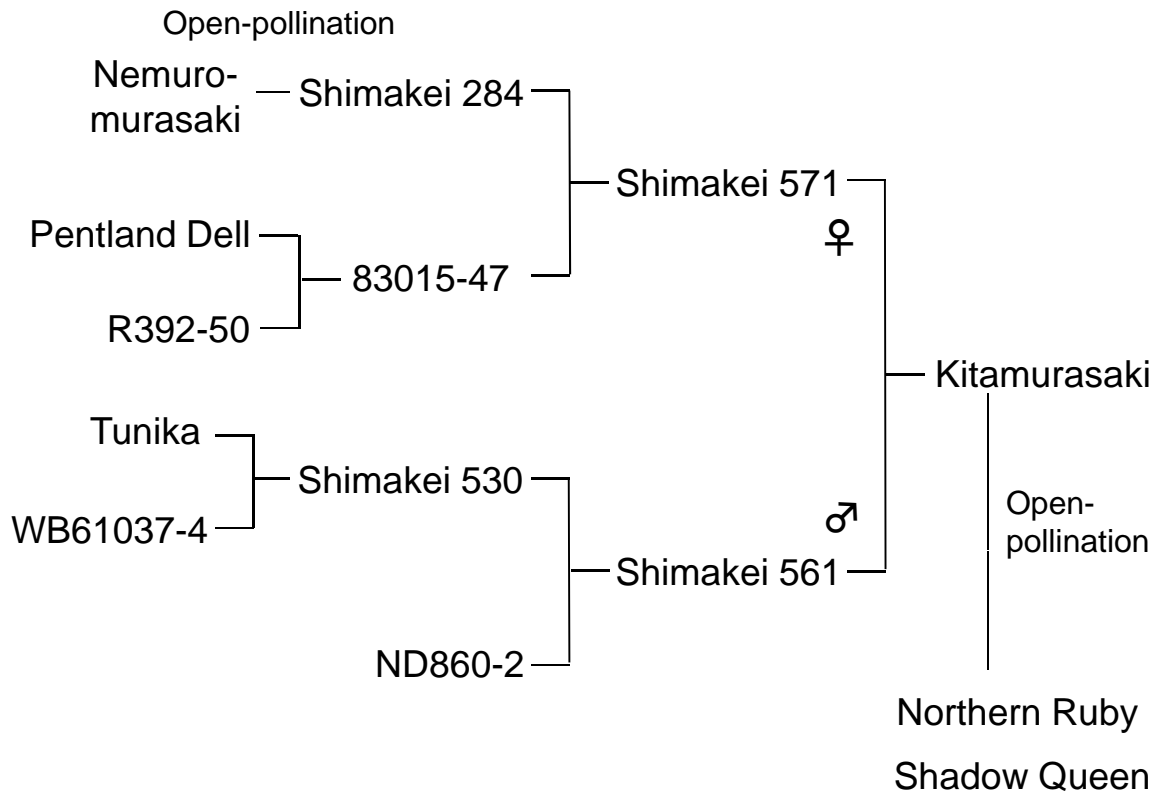 Open-pollination
Nemuro-
murasaki
Shimakei 284
Shimakei 571
♀
Pentland Dell
83015-47
R392-50
Kitamurasaki
Tunika
Shimakei 530
WB61037-4
♂
Open-
pollination
Shimakei 561
ND860-2
Northern Ruby
Shadow Queen